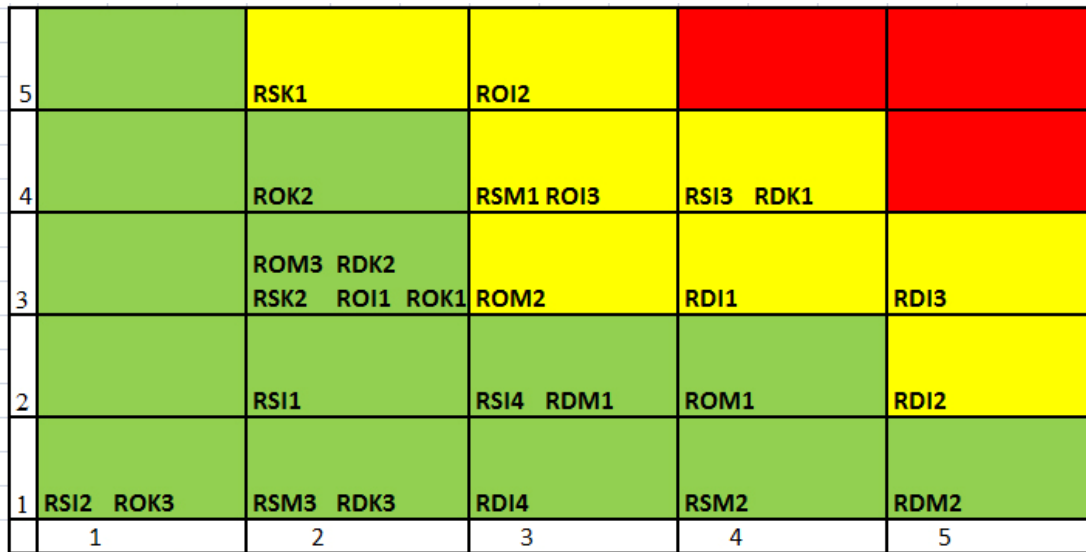 5 RSK1 ROI2
4 ROK2 RSM1 ROI3 RSI3 RDK1
ROM3 RDK2
3 RSK2 ROI1 ROK1 ROM2 RDI1 RDI3
2 RSI1 RSI4 RDM1 ROM1 RDI2
1 RSI2 ROK3 RSM3 RDK3 RDI4 RSM2 RDM2
1 2 3 4 5